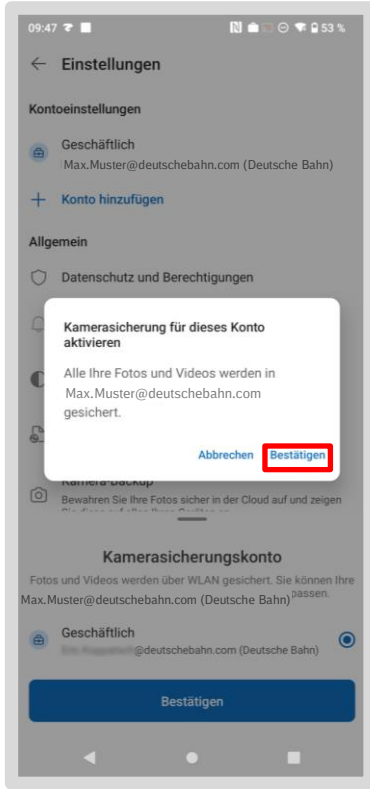 09:47
53 %
Einstellungen
Kontoeinstellungen
Geschäftlich
Max.Muster@deutschebahn.com (Deutsche Bahn)
Konto hinzufügen
Allgemein
Datenschutz und Berechtigungen
Kamerasicherung für dieses Konto
aktivieren
Alle Ihre Fotos und Videos werden in
Max.Muster@deutschebahn.com
gesichert.
Abbrechen Bestätigen
Kamera-Backup
Bewahren Sie Ihre Fotos sicher in der Cloud auf und zeigen
Kamerasicherungskonto
Fotos und Videos werden über WLAN gesichert. Sie können Ihre
Max.Muster@deutschebahn.com (Deutsche Bahn) passen.
Geschäftlich
@deutschebahn.com (Deutsche Bahn)
Bestätigen